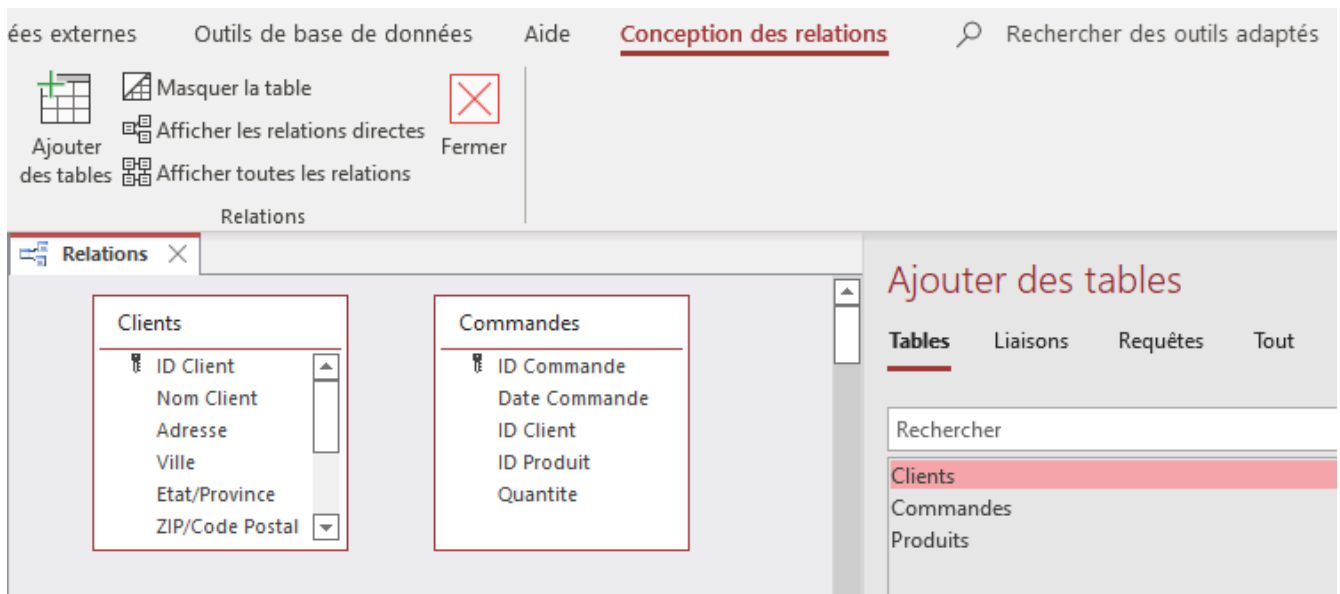 ées externes Outils de base de données Aide Conception des relations Rechercher des outils adaptés
Ajouter des tables
Masquer la table
Afficher les relations directes
Afficher toutes les relations
Fermer
Relations
Relations
Clients
ID Client
Nom Client
Adresse
Ville
Etat/Province
ZIP/Code Postal
Commandes
ID Commande
Date Commande
ID Client
ID Produit
Quantite
Ajouter des tables
Tables Liaisons Requêtes Tout
Rechercher
Clients
Commandes
Produits